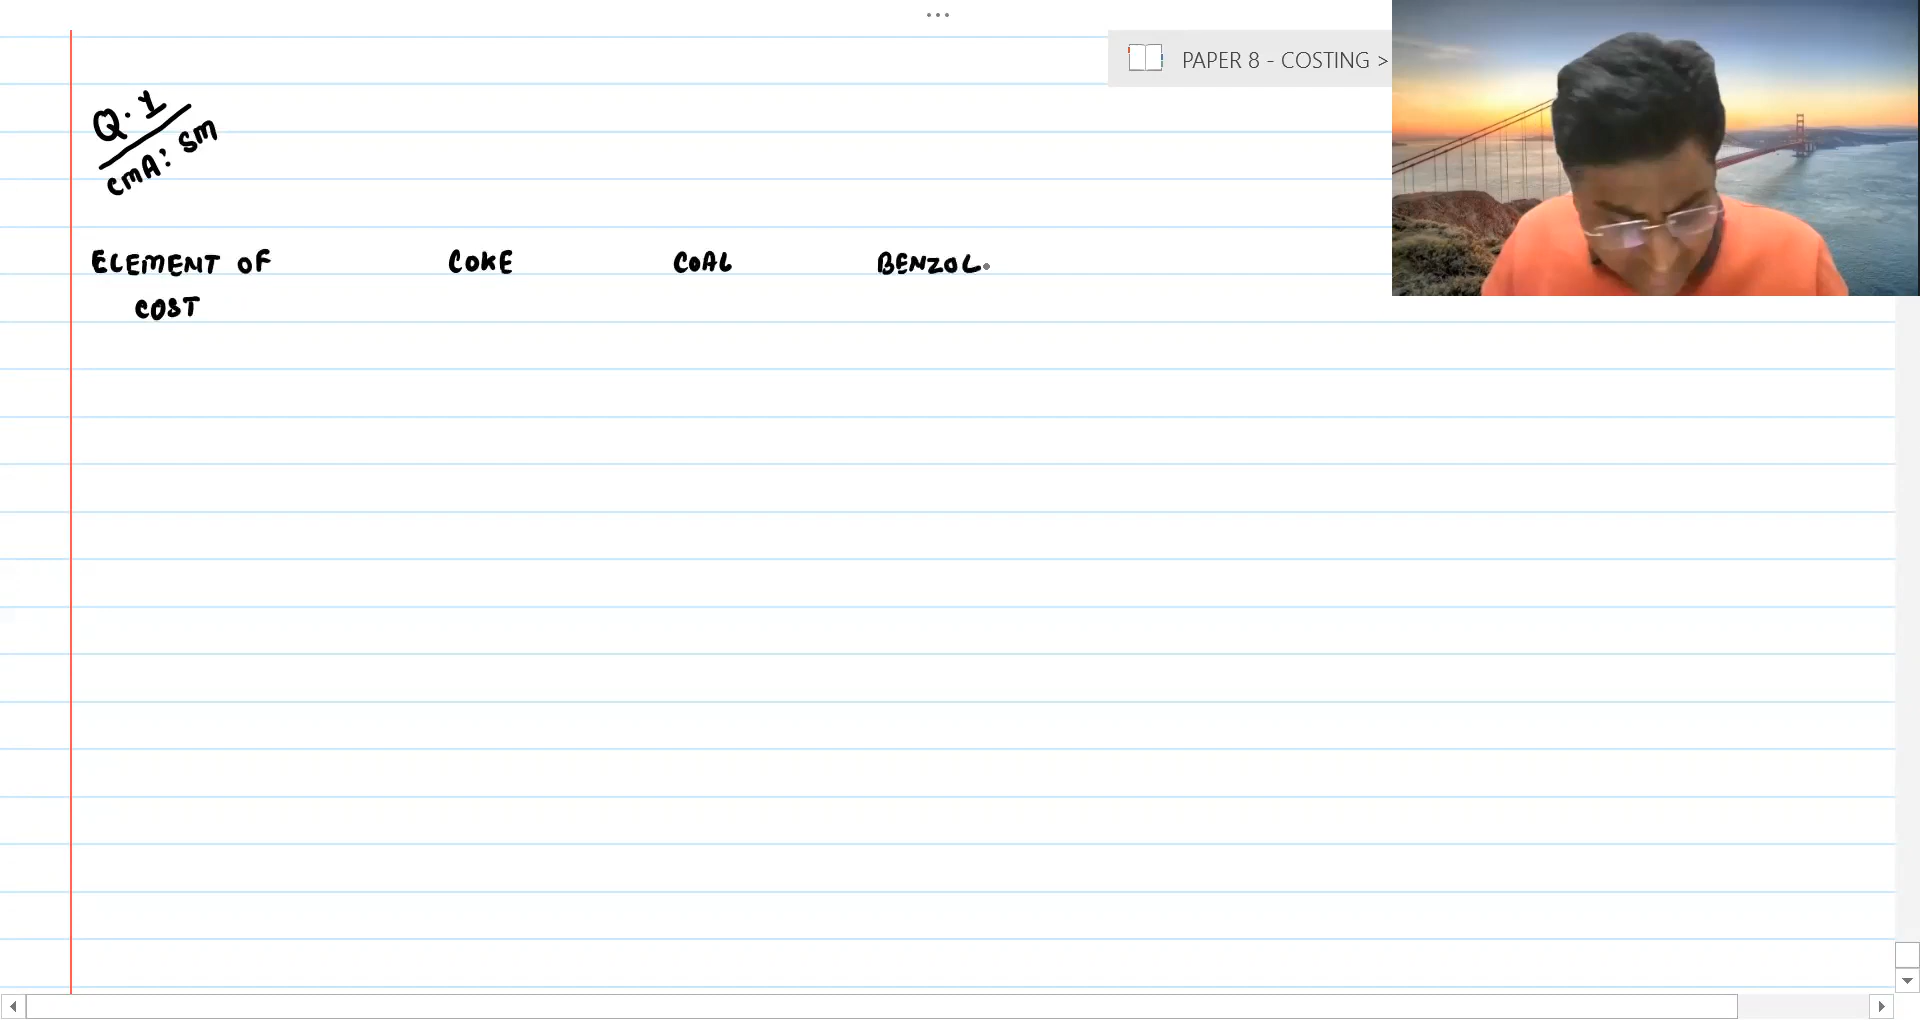 PAPER 8 - COSTING >
Q. 1
CMA: SM
ELEMENT OF COKE COAL BENZOL
COST